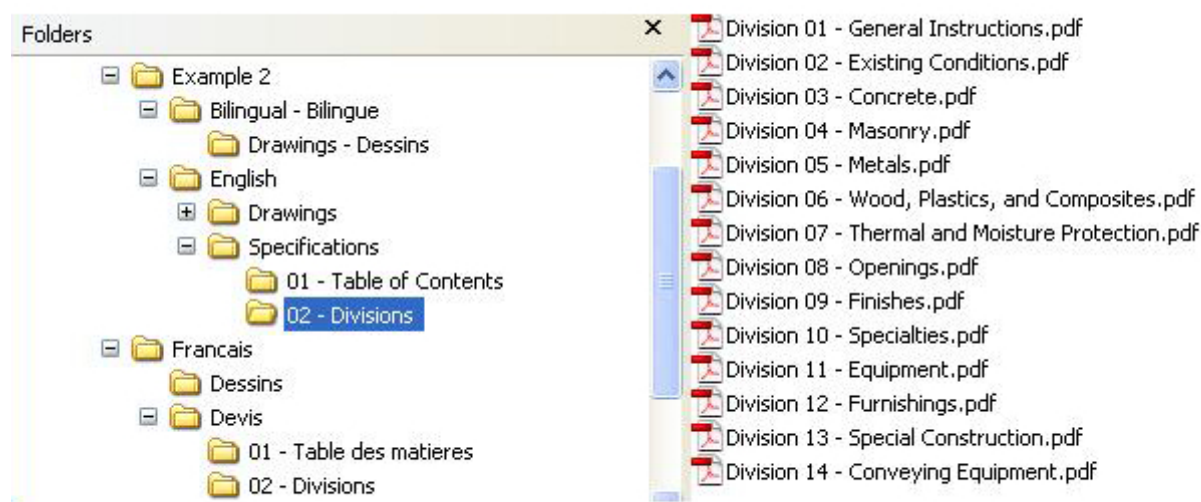 Folders
Example 2
Bilingual - Bilingue
Drawings - Dessins
English
Drawings
Specifications
01 - Table of Contents
02 - Divisions
Francais
Dessins
Devis
01 - Table des matieres
02 - Divisions
Division 01 - General Instructions.pdf
Division 02 - Existing Conditions.pdf
Division 03 - Concrete.pdf
Division 04 - Masonry.pdf
Division 05 - Metals.pdf
Division 06 - Wood, Plastics, and Composites.pdf
Division 07 - Thermal and Moisture Protection.pdf
Division 08 - Openings.pdf
Division 09 - Finishes.pdf
Division 10 - Specialties.pdf
Division 11 - Equipment.pdf
Division 12 - Furnishings.pdf
Division 13 - Special Construction.pdf
Division 14 - Conveying Equipment.pdf